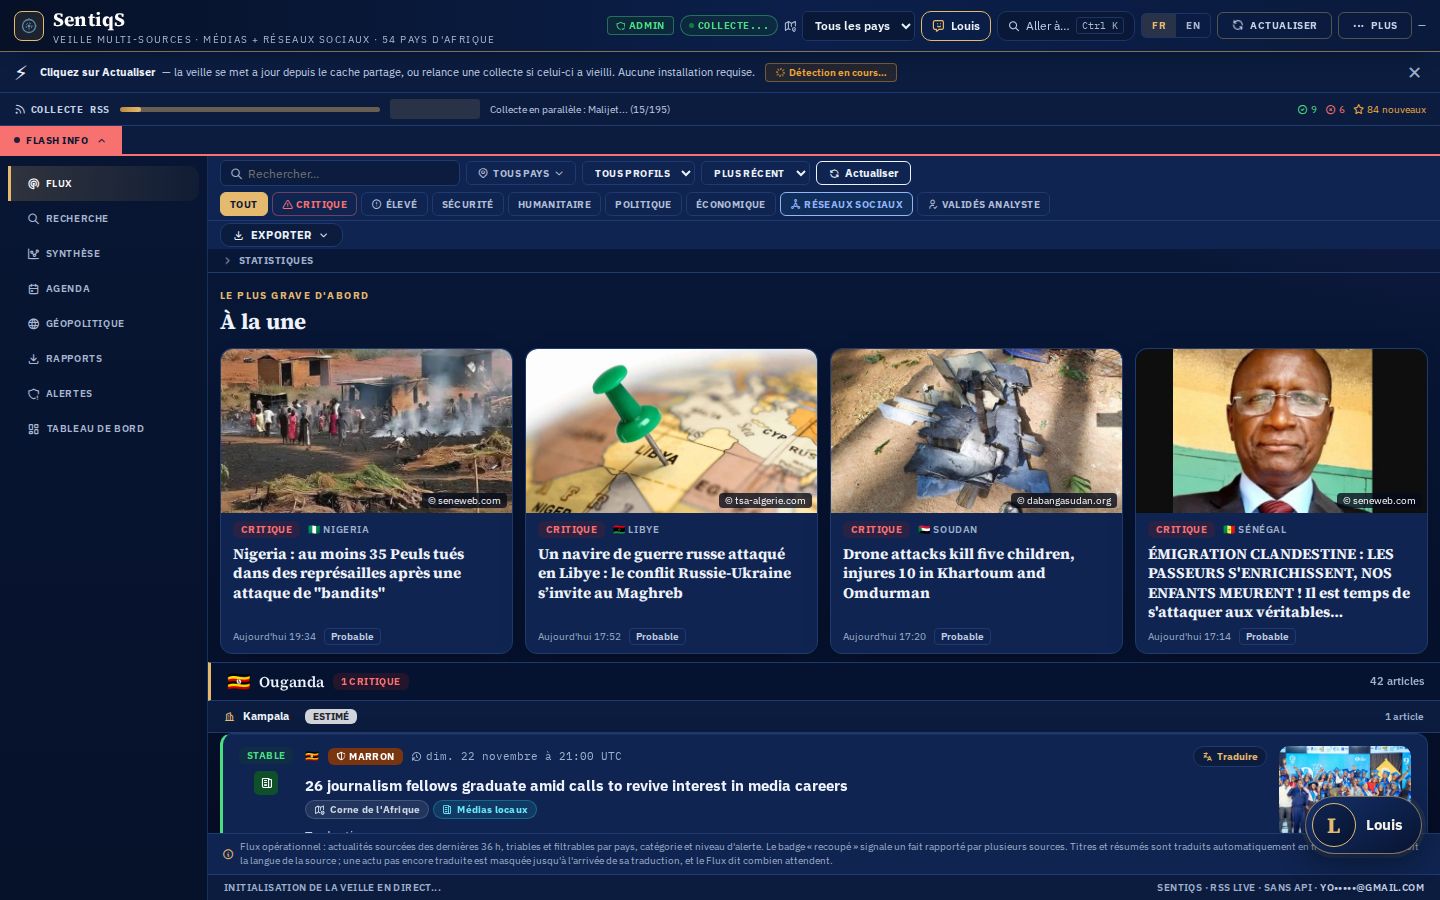 SentiqS
VEILLE MULTI-SOURCES · MÉDIAS + RÉSEAUX SOCIAUX · 54 PAYS D'AFRIQUE
ADMIN
COLLECTE...
Tous les pays
Louis
Aller à...
Ctrl K
FR
EN
ACTUALISER
··· PLUS
Cliquez sur Actualiser — la veille se met a jour depuis le cache partage, ou relance une collecte si celui-ci a vieilli. Aucune installation requise.
Détection en cours...
COLLECTE RSS
Collecte en parallèle : Malijet... (15/195)
9
6
84 nouveaux
FLASH INFO
FLUX
RECHERCHE
SYNTHÈSE
AGENDA
GÉOPOLITIQUE
RAPPORTS
ALERTES
TABLEAU DE BORD
Rechercher...
TOUS PAYS
TOUS PROFILS
PLUS RÉCENT
Actualiser
TOUT
CRITIQUE
ÉLEVÉ
SÉCURITÉ
HUMANITAIRE
POLITIQUE
ÉCONOMIQUE
RÉSEAUX SOCIAUX
VALIDÉS ANALYSTE
EXPORTER
STATISTIQUES
LE PLUS GRAVE D'ABORD
À la une
© seneweb.com
CRITIQUE
NIGERIA
Nigeria : au moins 35 Peuls tués
dans des représailles après une
attaque de "bandits"
Aujourd'hui 19:34
Probable
LIBYA
NIGER
CYP
© tsa-algerie.com
CRITIQUE
LIBYE
Un navire de guerre russe attaqué
en Libye : le conflit Russie-Ukraine
s'invite au Maghreb
Aujourd'hui 17:52
Probable
© dabangasudan.org
CRITIQUE
SOUDAN
Drone attacks kill five children,
injures 10 in Khartoum and
Omdurman
Aujourd'hui 17:20
Probable
© seneweb.com
CRITIQUE
SÉNÉGAL
ÉMIGRATION CLANDESTINE : LES
PASSEURS S'ENRICHISSENT, NOS
ENFANTS MEURENT ! Il est temps de
s'attaquer aux véritables...
Aujourd'hui 17:14
Probable
Ouganda
1 CRITIQUE
42 articles
Kampala
ESTIMÉ
1 article
STABLE
MARRON
dim. 22 novembre à 21:00 UTC
Traduire
26 journalism fellows graduate amid calls to revive interest in media careers
Corne de l'Afrique
Médias locaux
L
Louis
Flux opérationnel : actualités sourcées des dernières 36 h, triables et filtrables par pays, catégorie et niveau d'alerte. Le badge « recoupé » signale un fait rapporté par plusieurs sources. Titres et résumés sont traduits automatiquement en
la langue de la source ; une actu pas encore traduite est masquée jusqu'à l'arrivée de sa traduction, et le Flux dit combien attendent.
INITIALISATION DE LA VEILLE EN DIRECT...
SENTIQS · RSS LIVE · SANS API · YO•••••@GMAIL.COM